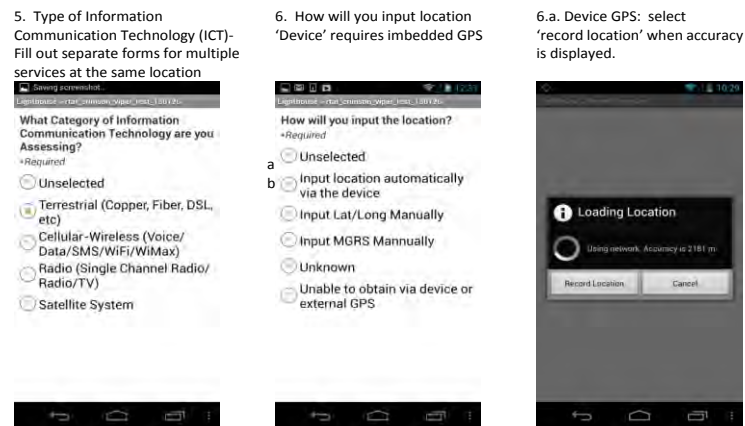 5. Type of Information
Communication Technology (ICT)-
Fill out separate forms for multiple
services at the same location
Saving screenshot...
What Category of Information
Communication Technology are you
Assessing?
*Required
Unselected
Terrestrial (Copper, Fiber, DSL,
etc)
Cellular-Wireless (Voice/
Data/SMS/WiFi/WiMax)
Radio (Single Channel Radio/
Radio/TV)
Satellite System
6. How will you input location
‘Device’ requires imbedded GPS
12:31
How will you input the location?
*Required
a
Unselected
b
Input location automatically
via the device
Input Lat/Long Manually
Input MGRS Mannually
Unknown
Unable to obtain via device or
external GPS
6.a. Device GPS: select
‘record location’ when accuracy
is displayed.
10:29
Loading Location
Using network. Accuracy is 2181 m
Record Location
Cancel